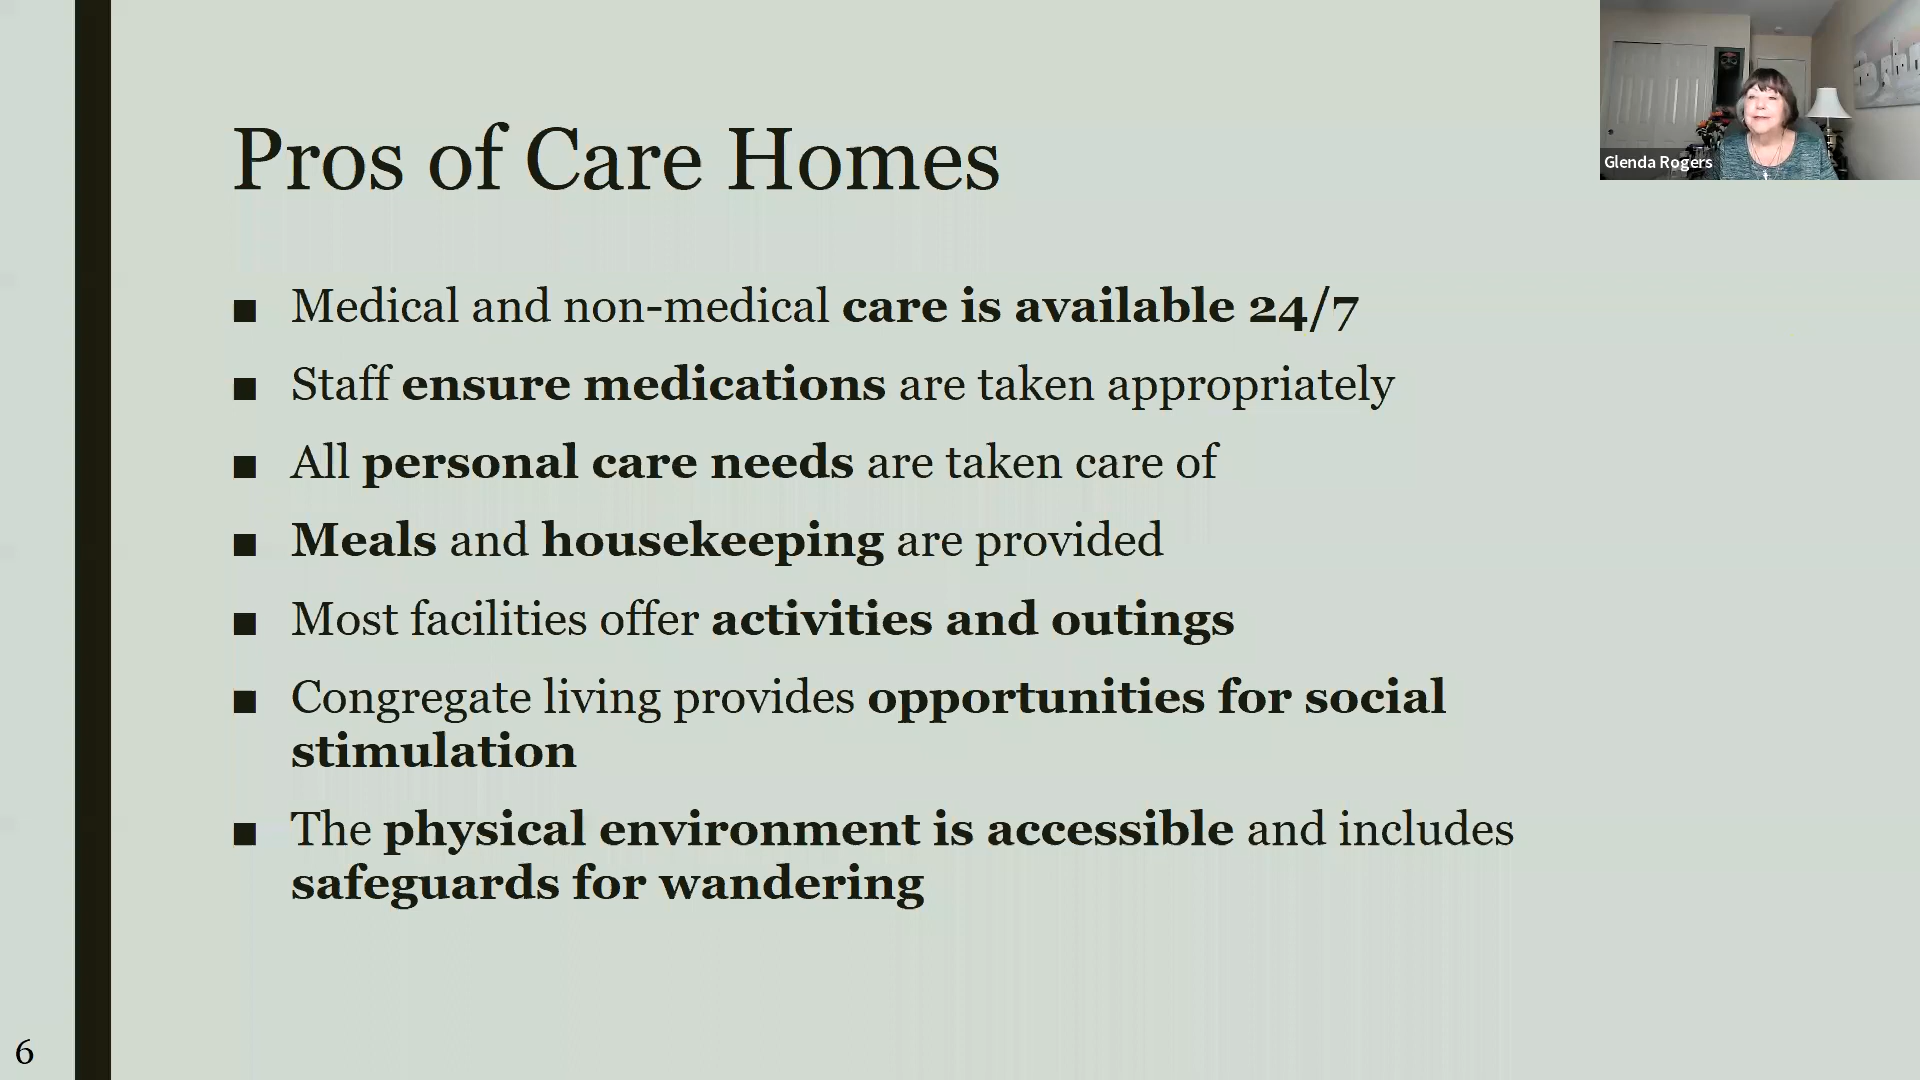 Pros of Care Homes
■ Medical and non-medical care is available 24/7
■ Staff ensure medications are taken appropriately
■ All personal care needs are taken care of
■ Meals and housekeeping are provided
■ Most facilities offer activities and outings
■ Congregate living provides opportunities for social
stimulation
■ The physical environment is accessible and includes
safeguards for wandering
6
Glenda Rogers